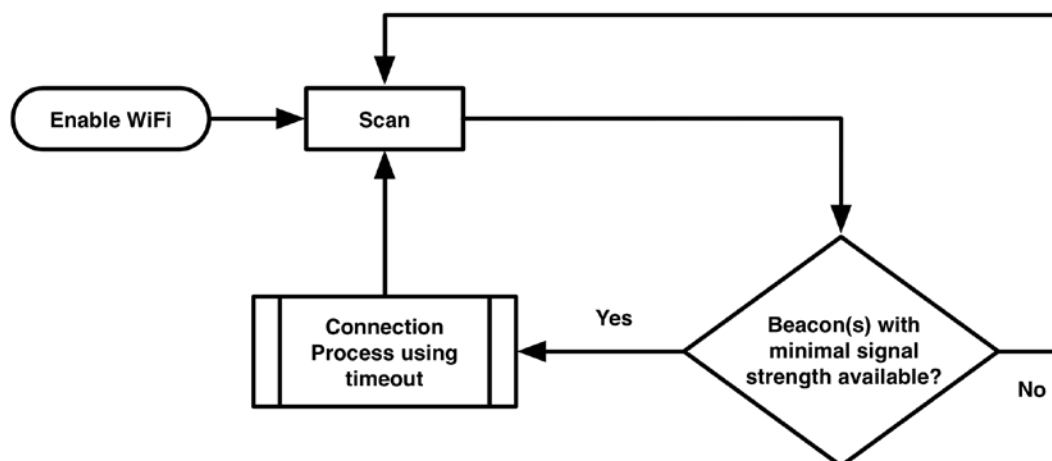 Enable WiFi
Scan
Connection
Process using
timeout
Yes
Beacon(s) with
minimal signal
strength available?
No